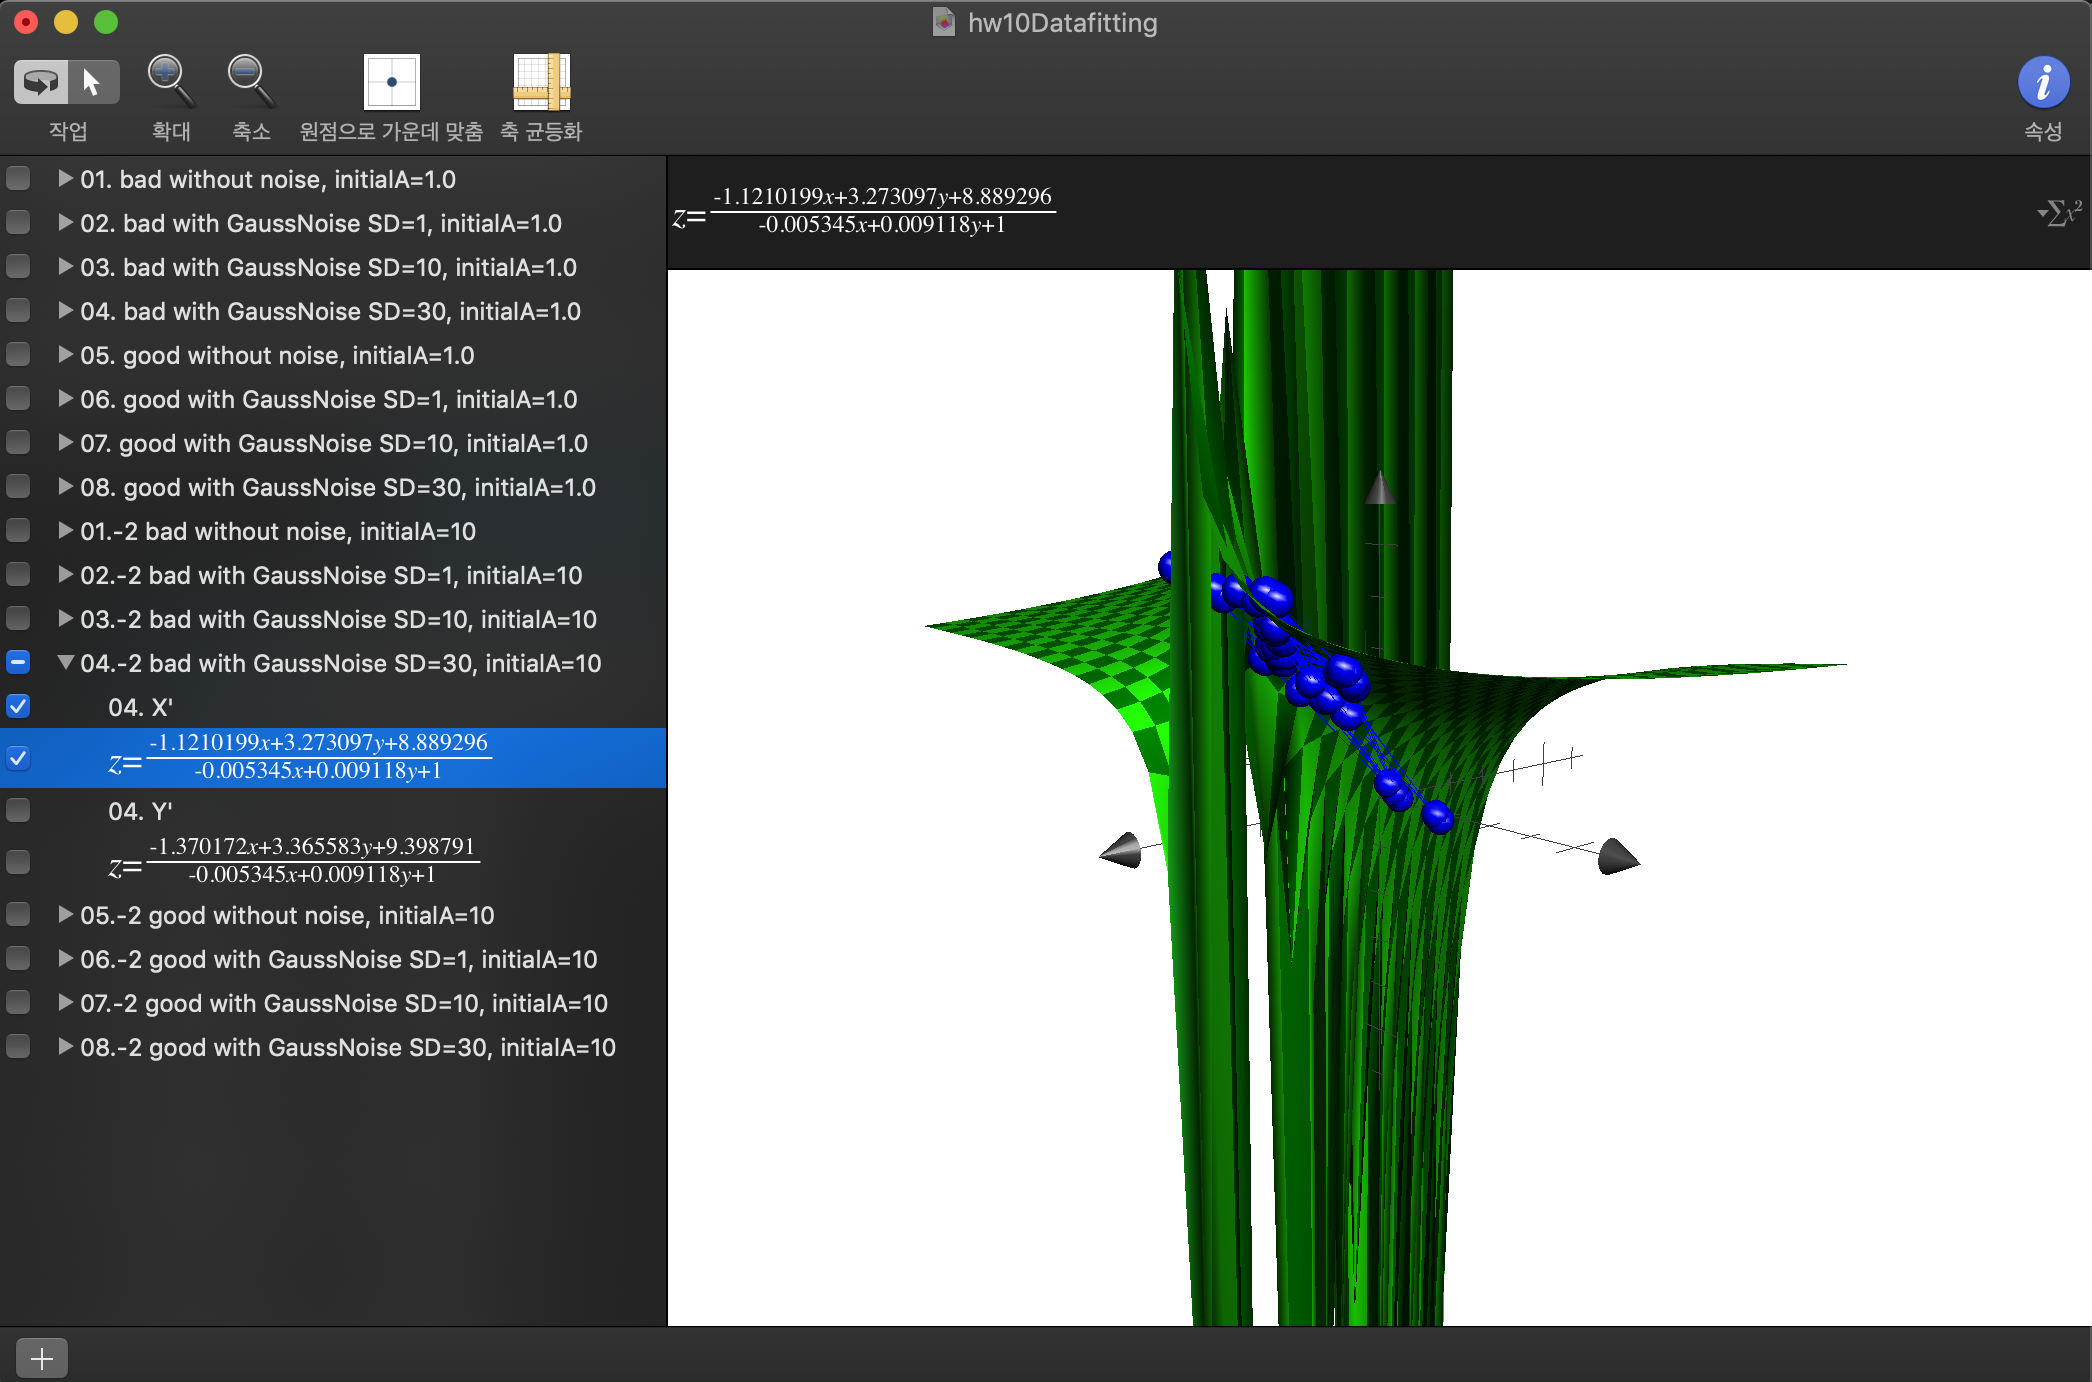 hw10Datafitting
작업 확대 축소 원점으로 가운데 맞춤 축 균등화 속성
01. bad without noise, initialA=1.0
02. bad with GaussNoise SD=1, initialA=1.0
03. bad with GaussNoise SD=10, initialA=1.0
04. bad with GaussNoise SD=30, initialA=1.0
05. good without noise, initialA=1.0
06. good with GaussNoise SD=1, initialA=1.0
07. good with GaussNoise SD=10, initialA=1.0
08. good with GaussNoise SD=30, initialA=1.0
01.-2 bad without noise, initialA=10
02.-2 bad with GaussNoise SD=1, initialA=10
03.-2 bad with GaussNoise SD=10, initialA=10
04.-2 bad with GaussNoise SD=30, initialA=10
04. X'
z=
-1.1210199x+3.273097y+8.889296
-0.005345x+0.009118y+1
04. Y'
z=
-1.370172x+3.365583y+9.398791
-0.005345x+0.009118y+1
05.-2 good without noise, initialA=10
06.-2 good with GaussNoise SD=1, initialA=10
07.-2 good with GaussNoise SD=10, initialA=10
08.-2 good with GaussNoise SD=30, initialA=10
z=
-1.1210199x+3.273097y+8.889296
-0.005345x+0.009118y+1
Σx²